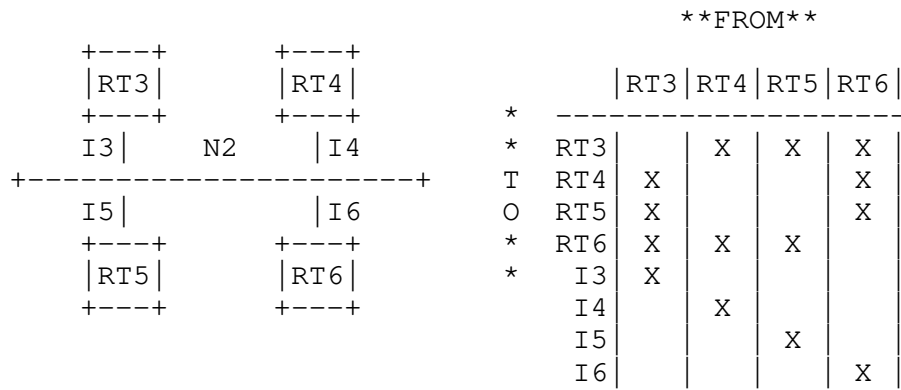 **FROM**
     +---+      +---+
     |RT3|      |RT4|              |RT3|RT4|RT5|RT6|
     +---+      +---+        *  --------------------
     I3|    N2    |I4        *  RT3|   | X | X | X |
 +----------------------+    T  RT4| X |   |   | X |
     I5|          |I6        O  RT5| X |   |   | X |
     +---+      +---+        *  RT6| X | X | X |   |
     |RT5|      |RT6|        *   I3| X |   |   |   |
     +---+      +---+            I4|   | X |   |   |
                                 I5|   |   | X |   |
                                 I6|   |   |   | X |